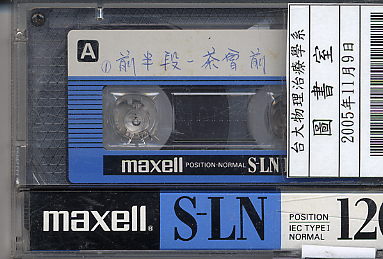 A
① 前半段-茶會前
maxell POSITION·NORMAL S-LN
台大物理治療學系
圖書室
2005年11月9日
maxell® S-LN POSITION
IEC TYPE I
NORMAL
120